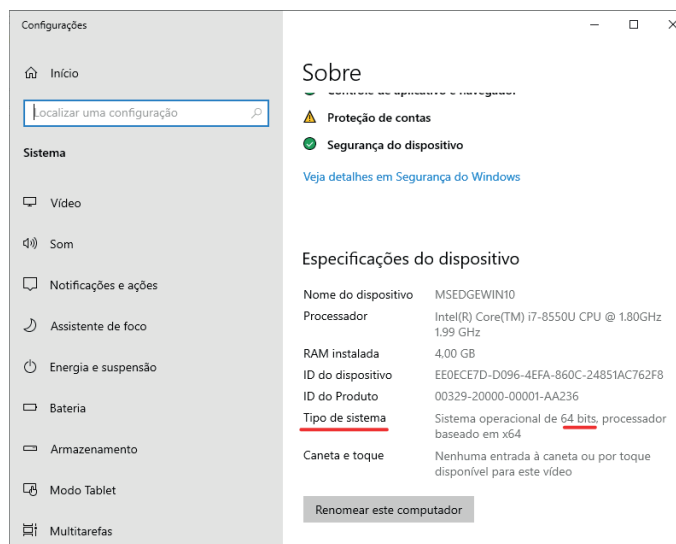 Configurações
Início
Localizar uma configuração
Sistema
Vídeo
Som
Notificações e ações
Assistente de foco
Energia e suspensão
Bateria
Armazenamento
Modo Tablet
Multitarefas
Sobre
Controle de aplicativo e navegador
Proteção de contas
Segurança do dispositivo
Veja detalhes em Segurança do Windows
Especificações do dispositivo
Nome do dispositivo MSEDGEWIN10
Processador Intel(R) Core(TM) i7-8550U CPU @ 1.80GHz
1.99 GHz
RAM instalada 4,00 GB
ID do dispositivo EE0ECE7D-D096-4EFA-860C-24851AC762F8
ID do Produto 00329-20000-00001-AA236
Tipo de sistema Sistema operacional de 64 bits, processador
baseado em x64
Caneta e toque Nenhuma entrada à caneta ou por toque
disponível para este vídeo
Renomear este computador